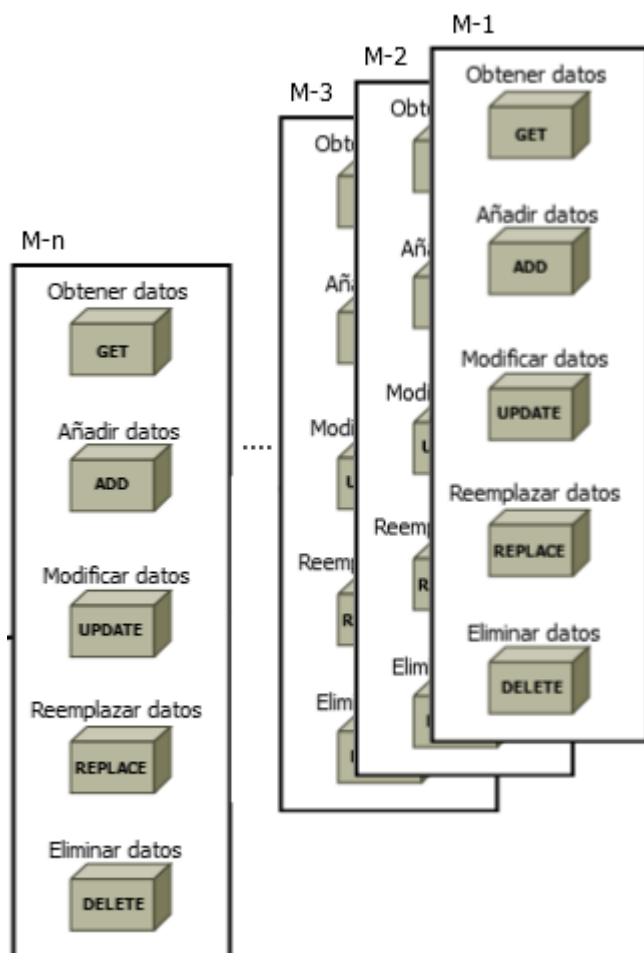 M-1
Obtener datos
GET
Añadir datos
ADD
Modificar datos
UPDATE
Reemplazar datos
REPLACE
Eliminar datos
DELETE
M-2
M-3
....
M-n
Obtener datos
GET
Añadir datos
ADD
Modificar datos
UPDATE
Reemplazar datos
REPLACE
Eliminar datos
DELETE